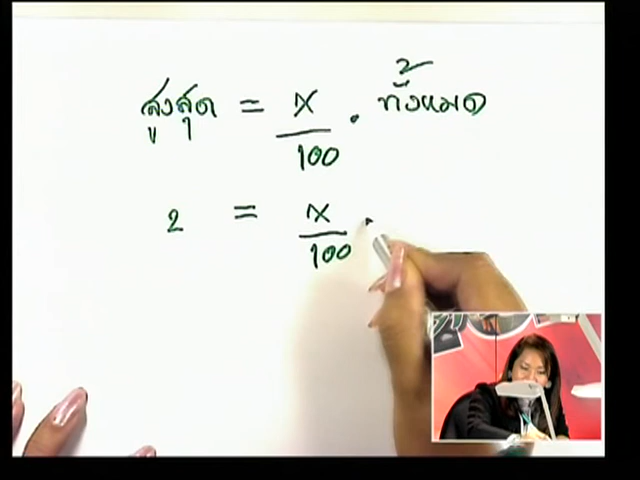 สูงสุด = x/100 . ทั้งหมด
2 = x/100 .